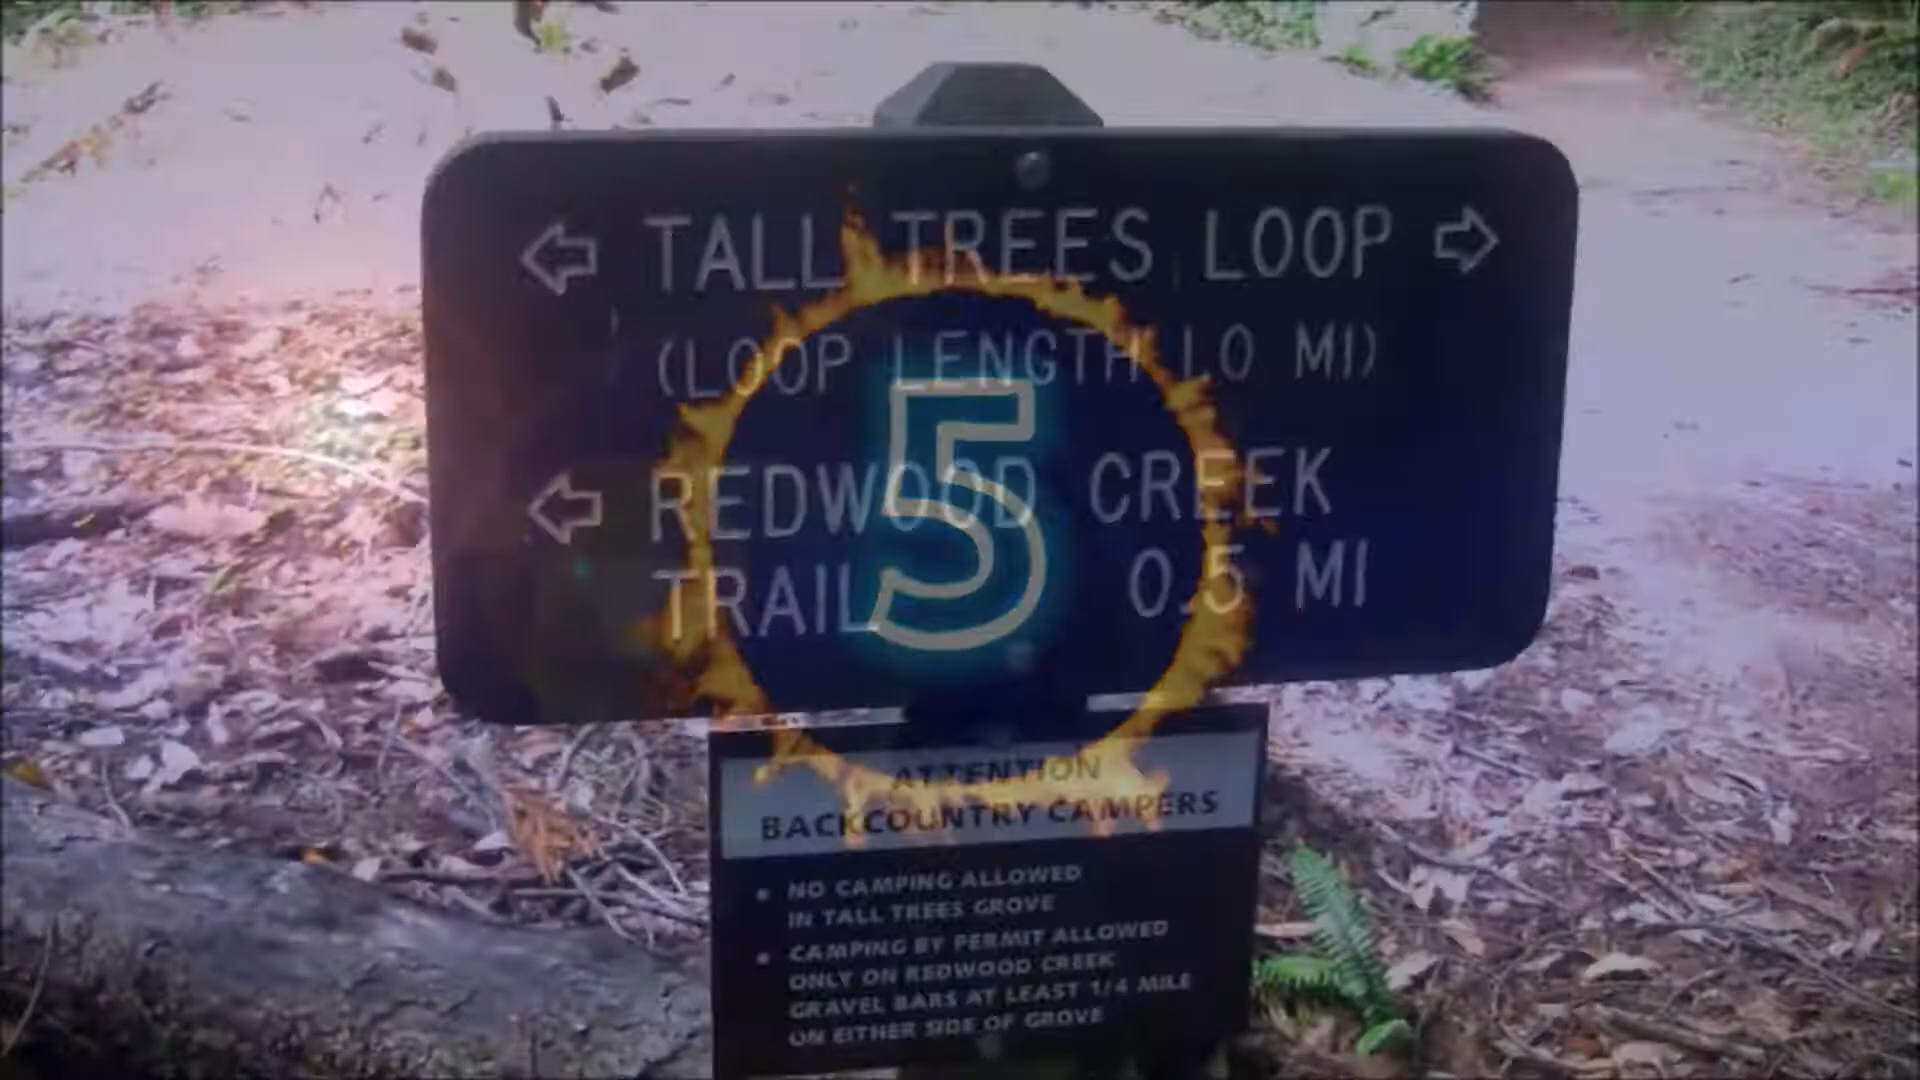 TALL TREES LOOP
(LOOP LENGTH 1.0 MI)
5
REDWOOD CREEK
TRAIL 0.5 MI
ATTENTION
BACKCOUNTRY CAMPERS
• NO CAMPING ALLOWED
IN TALL TREES GROVE
• CAMPING BY PERMIT ALLOWED
ONLY ON REDWOOD CREEK
GRAVEL BARS AT LEAST 1/4 MILE
ON EITHER SIDE OF GROVE